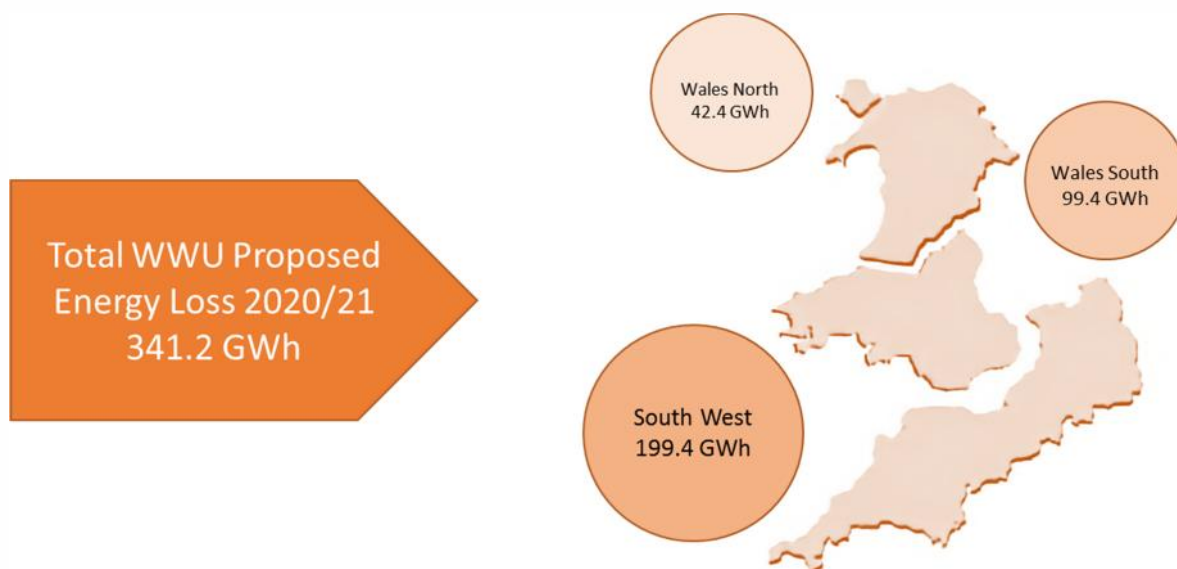 Total WWU Proposed
Energy Loss 2020/21
341.2 GWh
Wales North
42.4 GWh
Wales South
99.4 GWh
South West
199.4 GWh